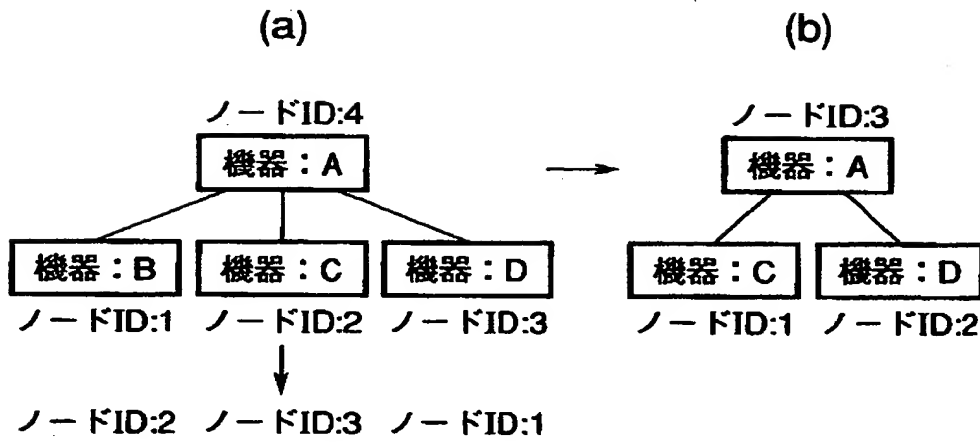 (a) (b)
ノードID:4 ノードID:3
機器：A 機器：A
機器：B 機器：C 機器：D 機器：C 機器：D
ノードID:1 ノードID:2 ノードID:3 ノードID:1 ノードID:2
ノードID:2 ノードID:3 ノードID:1